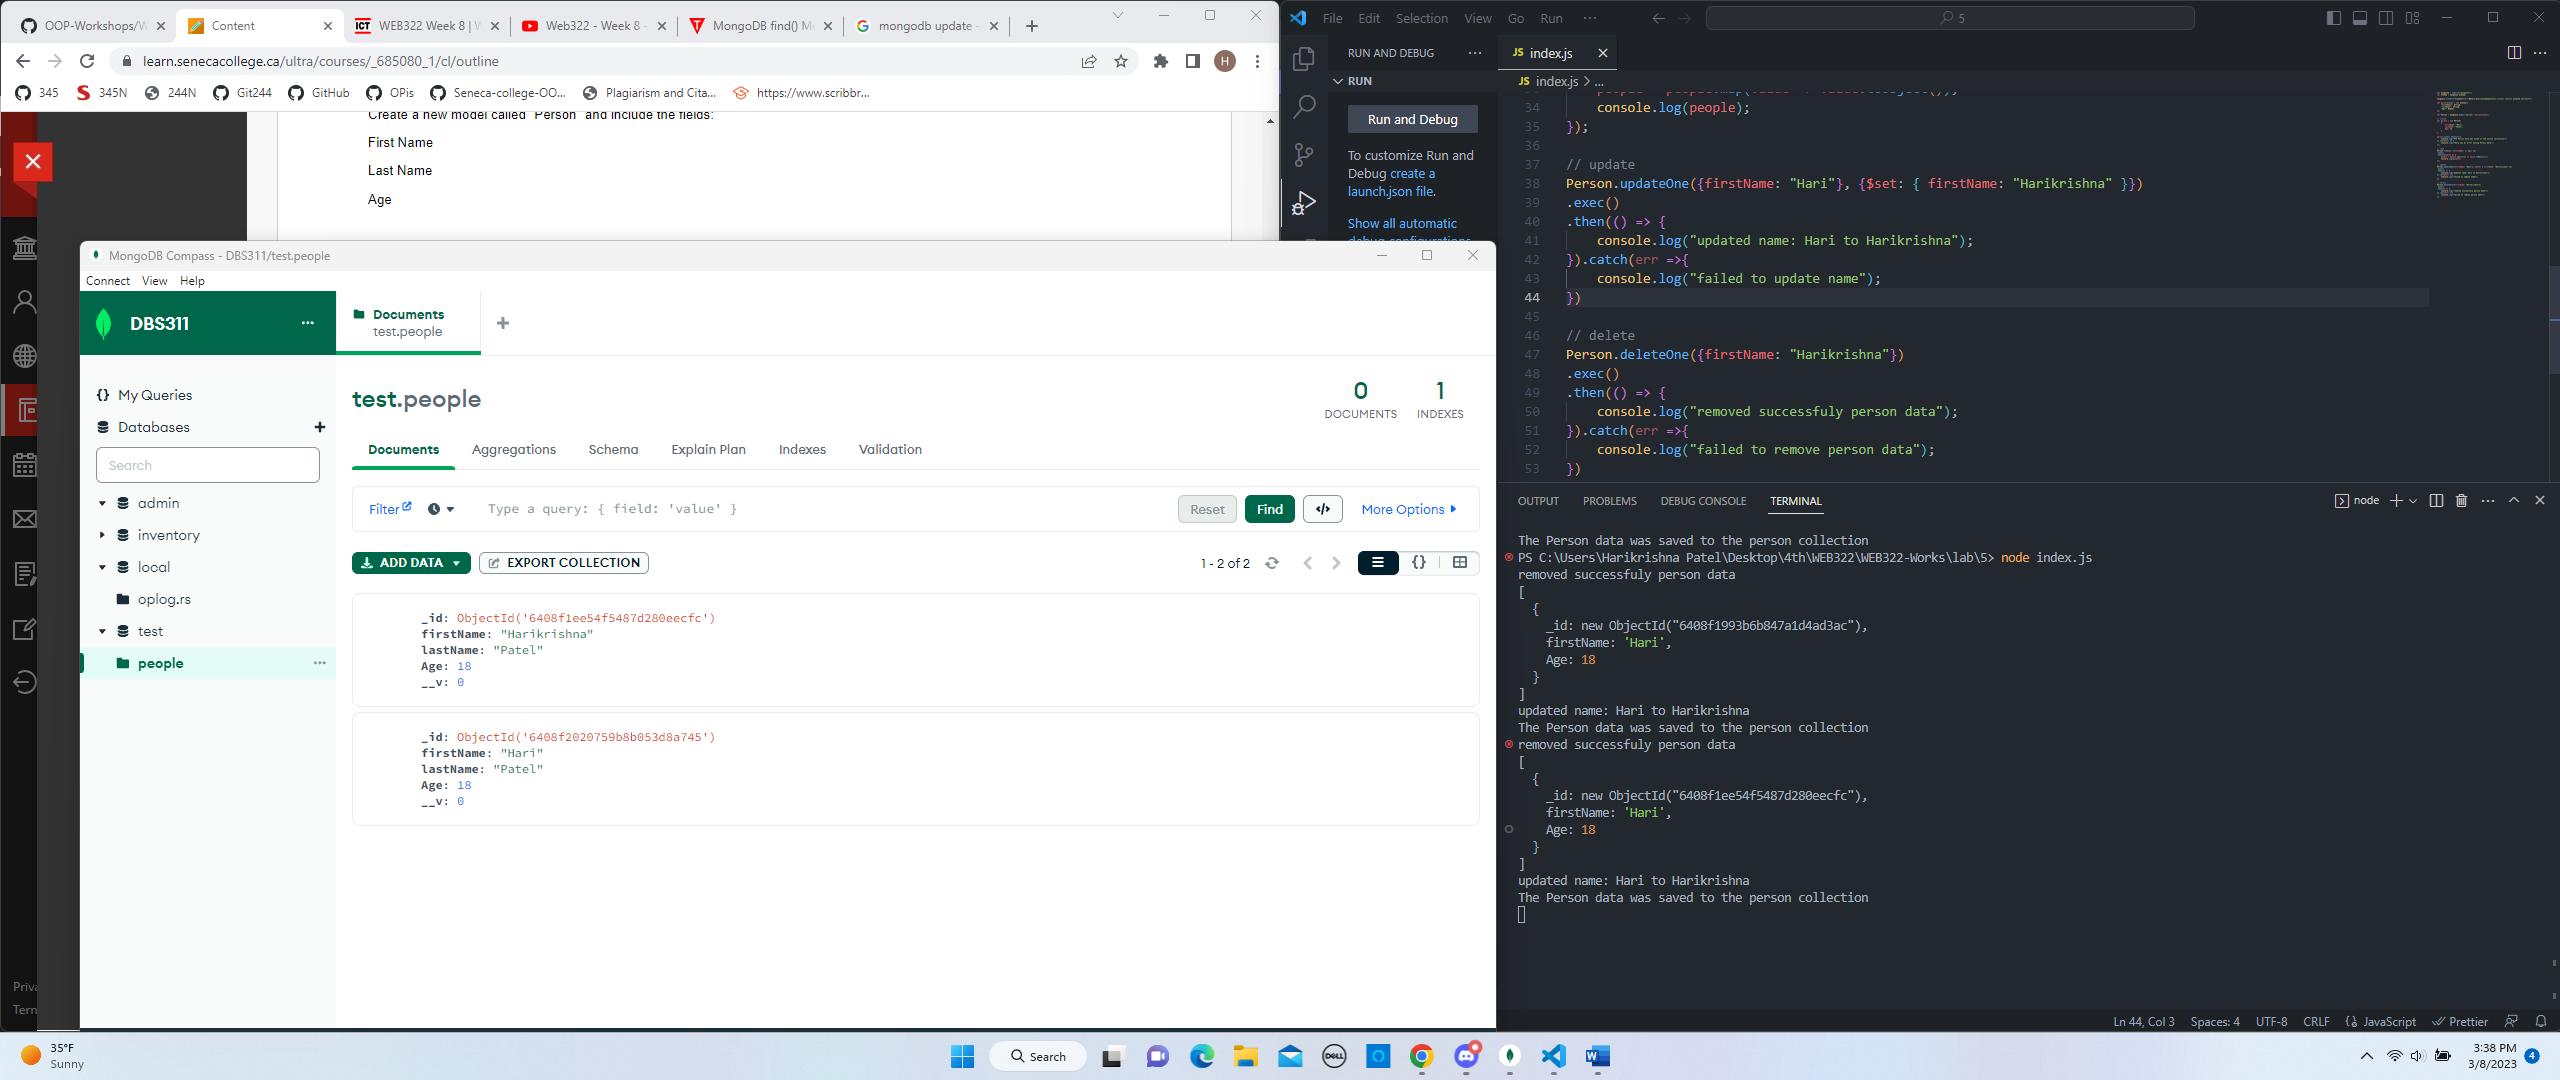 OOP-Workshops/W
Content
WEB322 Week 8 | W
Web322 - Week 8 -
MongoDB find() M
mongodb update -
learn.senecacollege.ca/ultra/courses/_685080_1/cl/outline
345
345N
244N
Git244
GitHub
OPis
Seneca-college-OO...
Plagiarism and Cita...
https://www.scribbr...
Create a new model called "Person" and include the fields:
First Name
Last Name
Age
Priva
Term
MongoDB Compass - DBS311/test.people
Connect View Help
DBS311
Documents
test.people
My Queries
Databases
Search
admin
inventory
local
oplog.rs
test
people
test.people
0
DOCUMENTS
1
INDEXES
Documents Aggregations Schema Explain Plan Indexes Validation
Filter
Type a query: { field: 'value' }
Reset
Find
More Options
ADD DATA
EXPORT COLLECTION
1 - 2 of 2
_id: ObjectId('6408f1ee54f5487d280eecfc')
firstName: "Harikrishna"
lastName: "Patel"
Age: 18
__v: 0
_id: ObjectId('6408f2020759b8b053d8a745')
firstName: "Hari"
lastName: "Patel"
Age: 18
__v: 0
File Edit Selection View Go Run ...
5
RUN AND DEBUG
RUN
Run and Debug
To customize Run and
Debug create a
launch.json file.
Show all automatic
debug configurations
JS index.js
JS index.js > ...
34 console.log(people);
35 });
36
37 // update
38 Person.updateOne({firstName: "Hari"}, {$set: { firstName: "Harikrishna" }})
39 .exec()
40 .then(() => {
41 console.log("updated name: Hari to Harikrishna");
42 }).catch(err =>{
43 console.log("failed to update name");
44 })
45
46 // delete
47 Person.deleteOne({firstName: "Harikrishna"})
48 .exec()
49 .then(() => {
50 console.log("removed successfuly person data");
51 }).catch(err =>{
52 console.log("failed to remove person data");
53 })
OUTPUT PROBLEMS DEBUG CONSOLE TERMINAL
node
The Person data was saved to the person collection
PS C:\Users\Harikrishna Patel\Desktop\4th\WEB322\WEB322-Works\lab\5> node index.js
removed successfuly person data
[
{
_id: new ObjectId("6408f1993b6b847a1d4ad3ac"),
firstName: 'Hari',
Age: 18
}
]
updated name: Hari to Harikrishna
The Person data was saved to the person collection
removed successfuly person data
[
{
_id: new ObjectId("6408f1ee54f5487d280eecfc"),
firstName: 'Hari',
Age: 18
}
]
updated name: Hari to Harikrishna
The Person data was saved to the person collection
Ln 44, Col 3 Spaces: 4 UTF-8 CRLF {} JavaScript Prettier
35°F
Sunny
Search
3:38 PM
3/8/2023
4